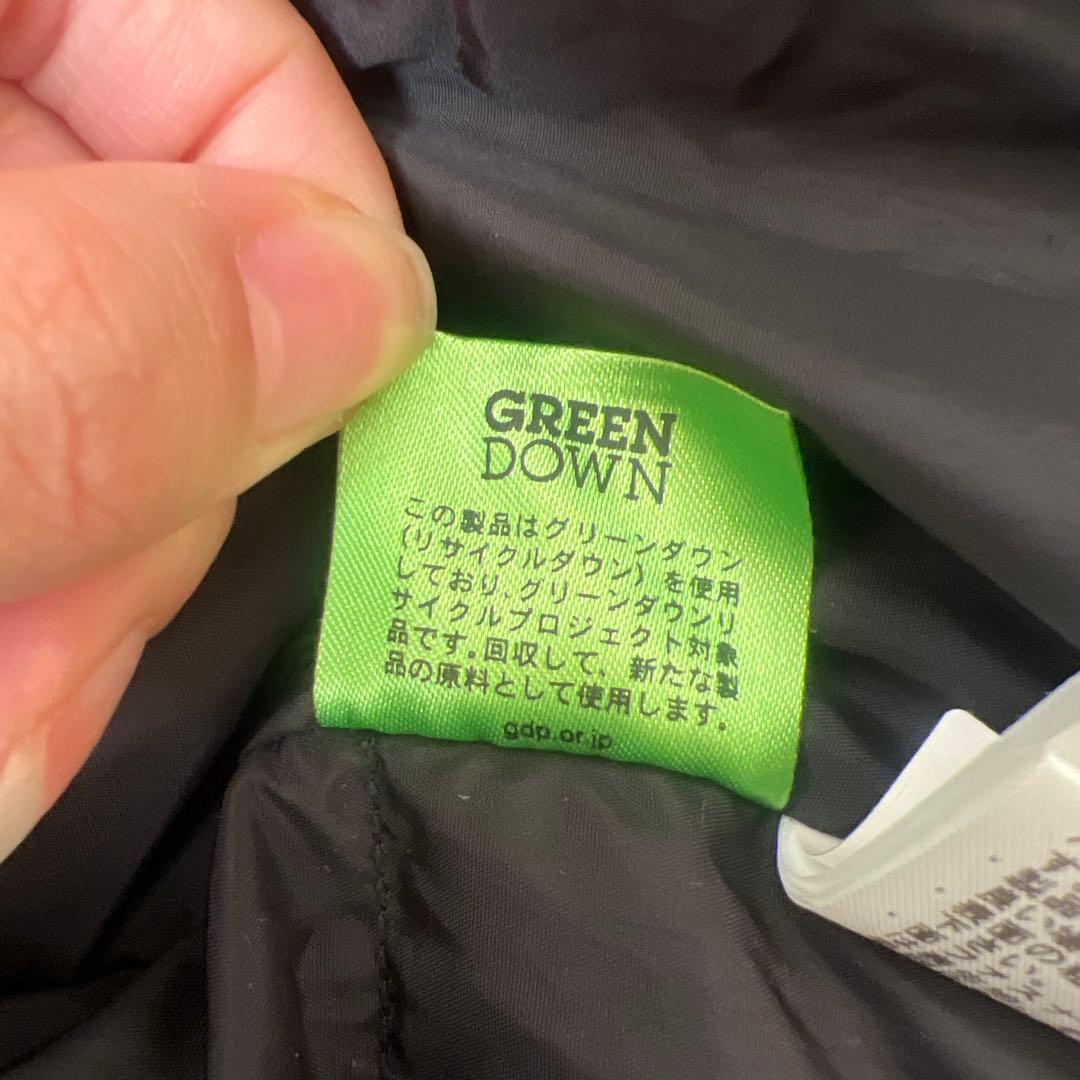 GREEN
DOWN
この製品はグリーンダウン
(リサイクルダウン) を使用
しており、グリーンダウンリ
サイクルプロジェクト対象
品です。回収して、新たな製
品の原料として使用します。
gdp.or.jp